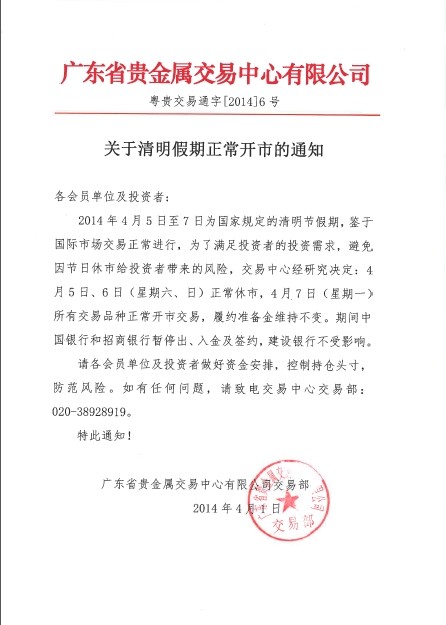 广东省贵金属交易中心有限公司
粤贵交易通字[2014]6号
关于清明假期正常开市的通知
各会员单位及投资者：
2014年4月5日至7日为国家规定的清明节假期，鉴于
国际市场交易正常进行，为了满足投资者的投资需求，避免
因节日休市给投资者带来的风险，交易中心经研究决定：4
月5日、6日（星期六、日）正常休市，4月7日（星期一）
所有交易品种正常开市交易，履约准备金维持不变。期间中
国银行和招商银行暂停出、入金及签约，建设银行不受影响。
请各会员单位及投资者做好资金安排，控制持仓头寸，
防范风险。如有任何问题，请致电交易中心交易部：
020-38928919。
特此通知！
广东省贵金属交易中心有限公司交易部
2014年4月1日
交易部